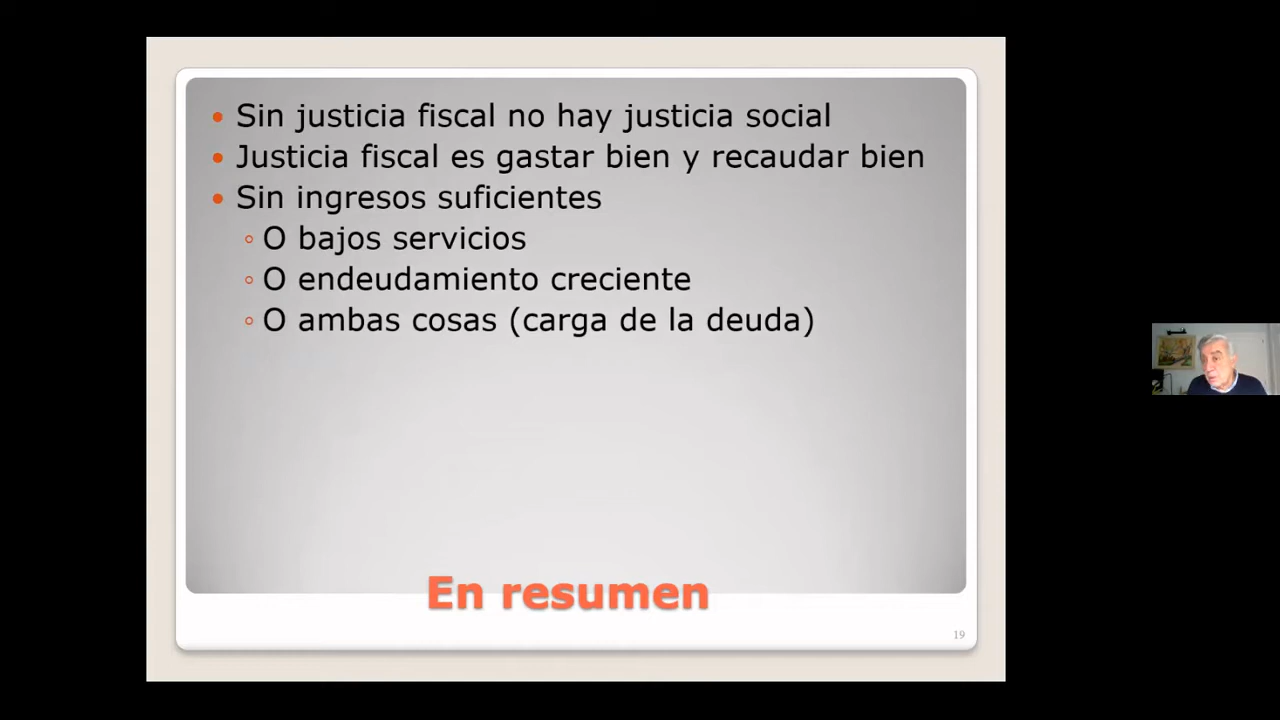 Sin justicia fiscal no hay justicia social
Justicia fiscal es gastar bien y recaudar bien
Sin ingresos suficientes
O bajos servicios
O endeudamiento creciente
O ambas cosas (carga de la deuda)
En resumen
19